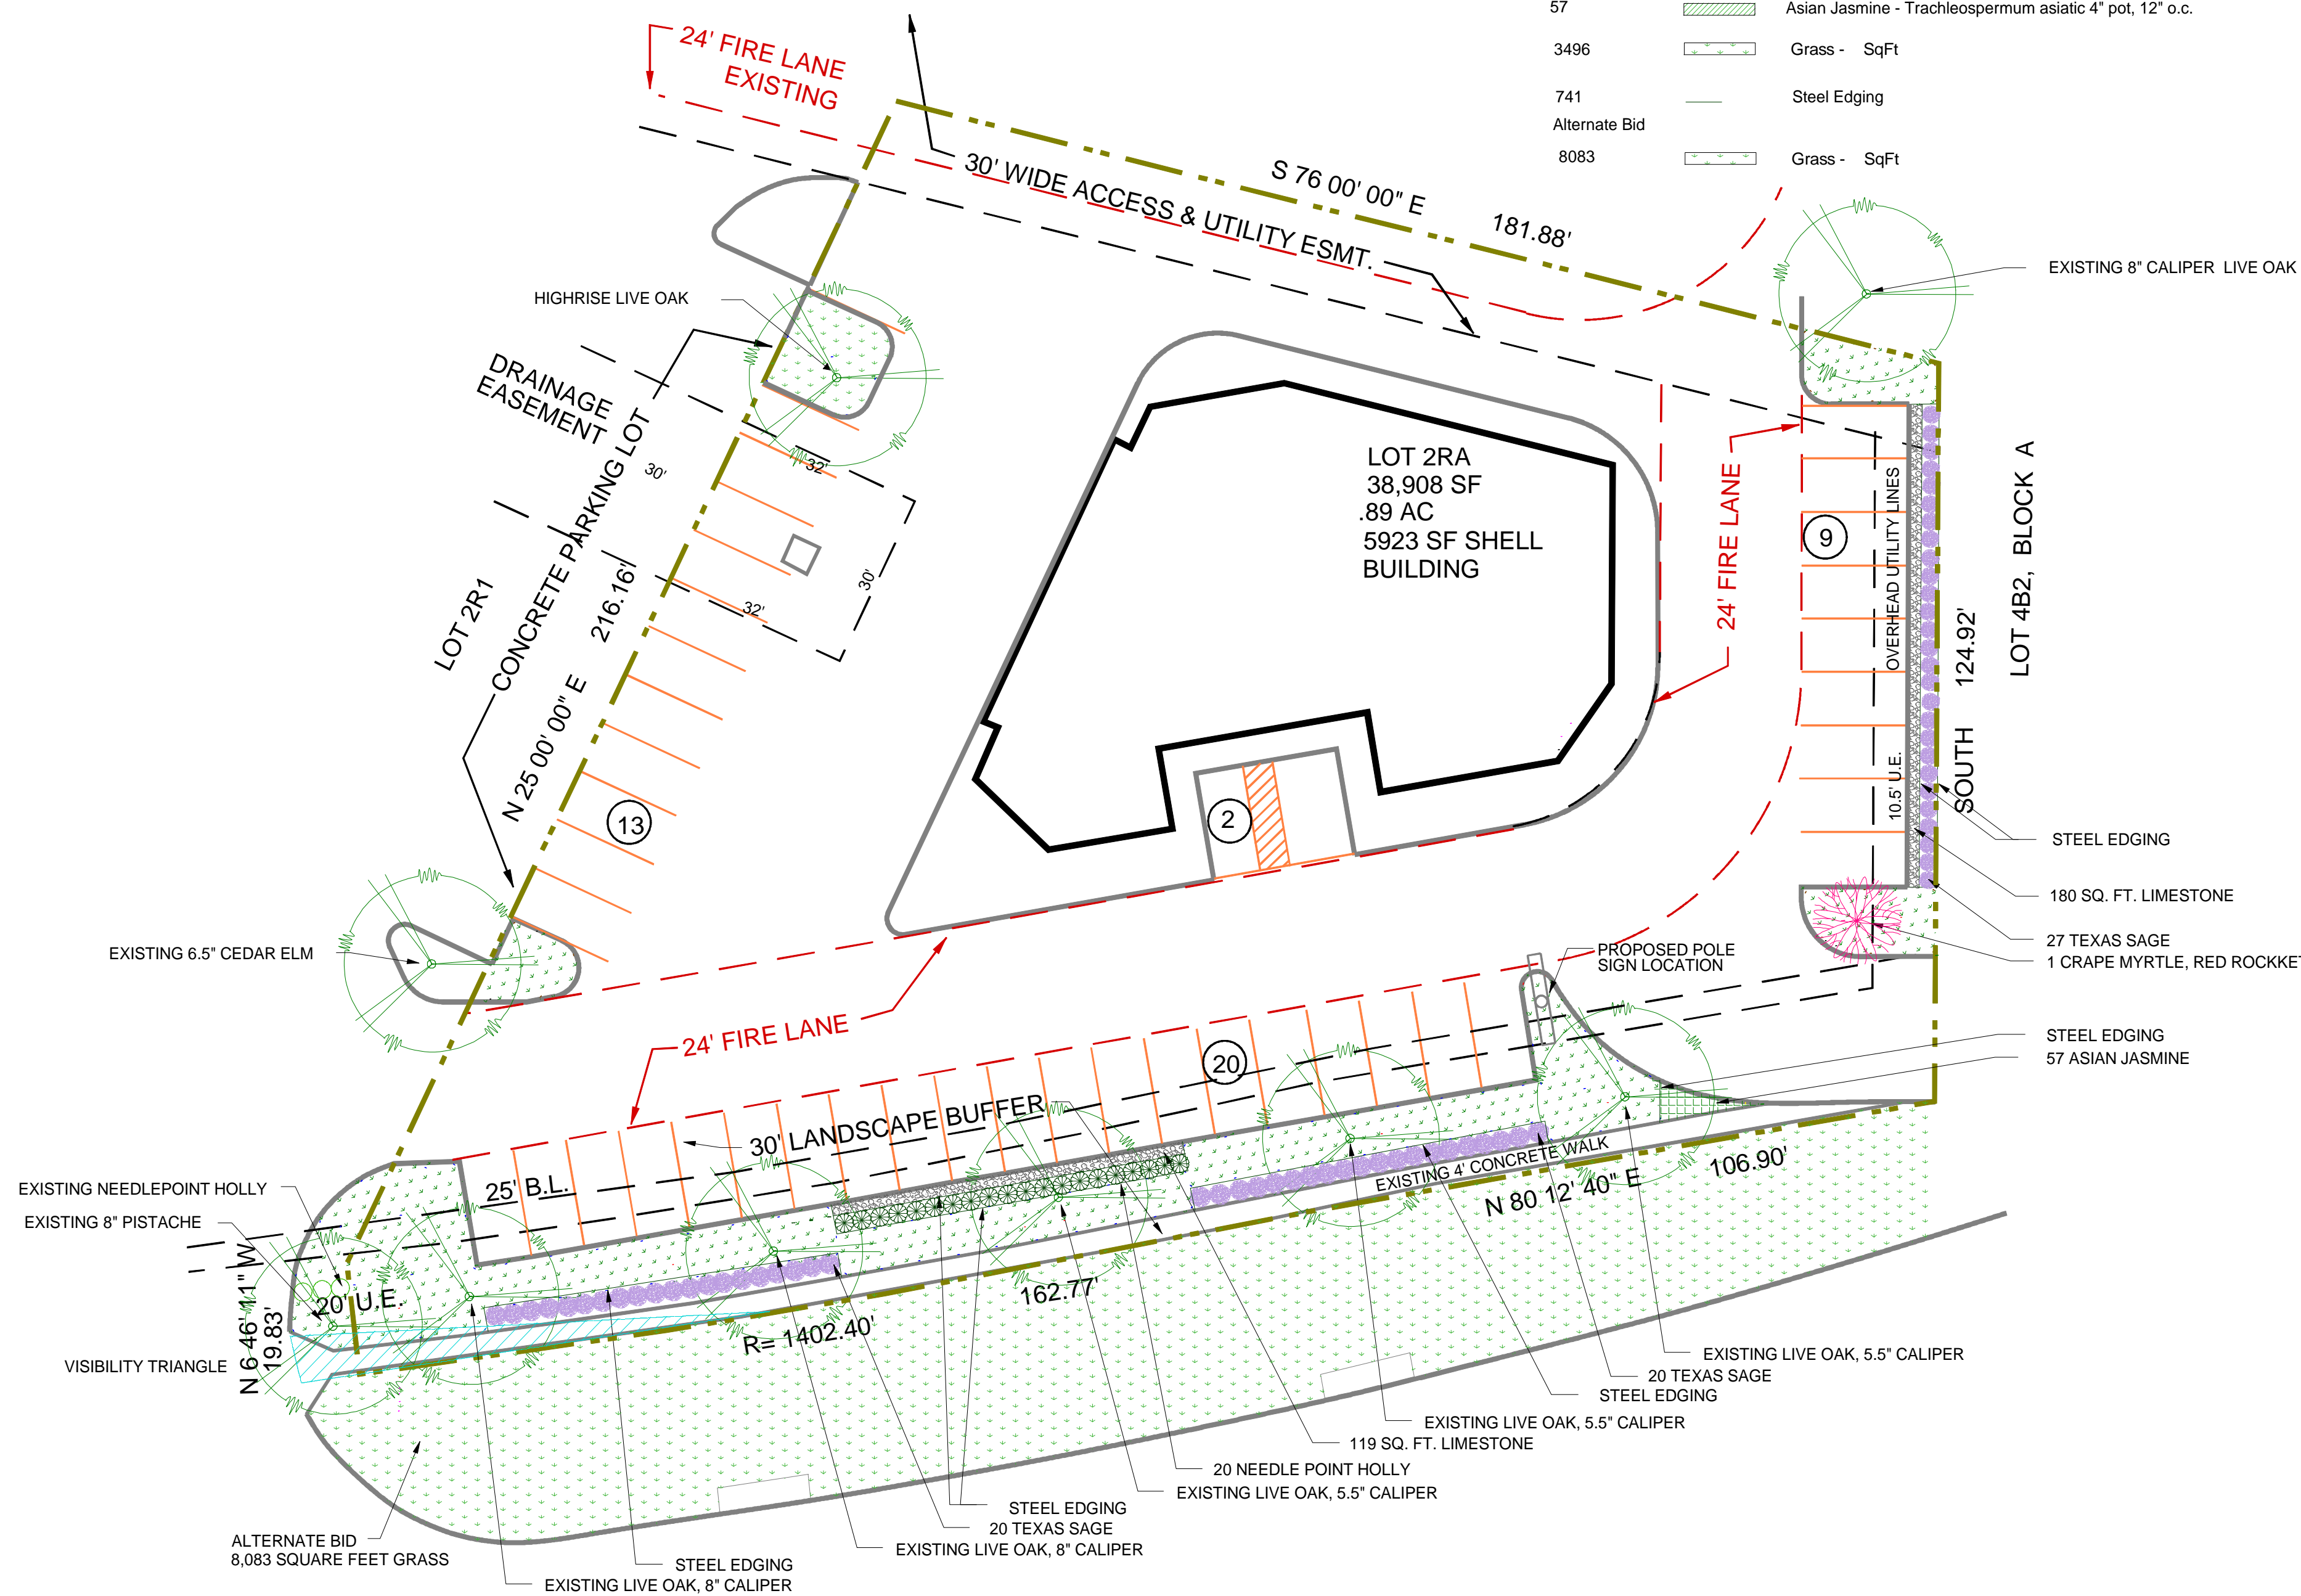 57 Asian Jasmine - Trachleospermum asiatic 4" pot, 12" o.c.
3496 Grass - SqFt
741 Steel Edging
Alternate Bid
8083 Grass - SqFt
24' FIRE LANE
EXISTING
30' WIDE ACCESS & UTILITY ESMT.
S 76 00' 00" E 181.88'
EXISTING 8" CALIPER LIVE OAK
HIGHRISE LIVE OAK
DRAINAGE
EASEMENT
30'
32'
30'
32'
CONCRETE PARKING LOT
LOT 2R1
N 25 00' 00" E 216.16'
13
LOT 2RA
38,908 SF
.89 AC
5923 SF SHELL
BUILDING
2
24' FIRE LANE
9
OVERHEAD UTILITY LINES
10.5' U.E.
SOUTH 124.92'
LOT 4B2, BLOCK A
STEEL EDGING
180 SQ. FT. LIMESTONE
27 TEXAS SAGE
1 CRAPE MYRTLE, RED ROCKKET
EXISTING 6.5" CEDAR ELM
PROPOSED POLE
SIGN LOCATION
24' FIRE LANE
20
STEEL EDGING
57 ASIAN JASMINE
30' LANDSCAPE BUFFER
25' B.L.
EXISTING 4' CONCRETE WALK
N 80 12' 40" E 106.90'
EXISTING NEEDLEPOINT HOLLY
EXISTING 8" PISTACHE
20' U.E.
N 6 46' 11" W
19.83'
VISIBILITY TRIANGLE
R= 1402.40' 162.77'
EXISTING LIVE OAK, 5.5" CALIPER
20 TEXAS SAGE
STEEL EDGING
EXISTING LIVE OAK, 5.5" CALIPER
119 SQ. FT. LIMESTONE
20 NEEDLE POINT HOLLY
EXISTING LIVE OAK, 5.5" CALIPER
STEEL EDGING
20 TEXAS SAGE
EXISTING LIVE OAK, 8" CALIPER
ALTERNATE BID
8,083 SQUARE FEET GRASS
STEEL EDGING
EXISTING LIVE OAK, 8" CALIPER